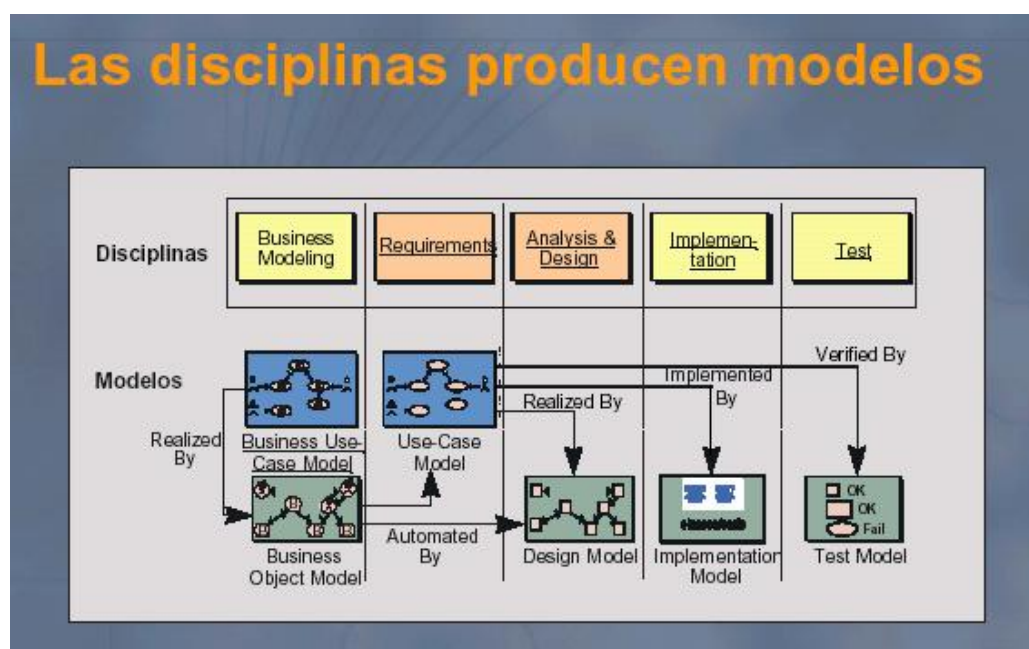 Las disciplinas producen modelos
Disciplinas
Business
Modeling
Requirements
Analysis &
Design
Implemen-
tation
Test
Modelos
Verified By
Implemented
By
Realized By
Realized
By
Business Use-
Case Model
Use-Case
Model
OK
OK
Fail
Automated
By
Business
Object Model
Design Model
Implementation
Model
Test Model